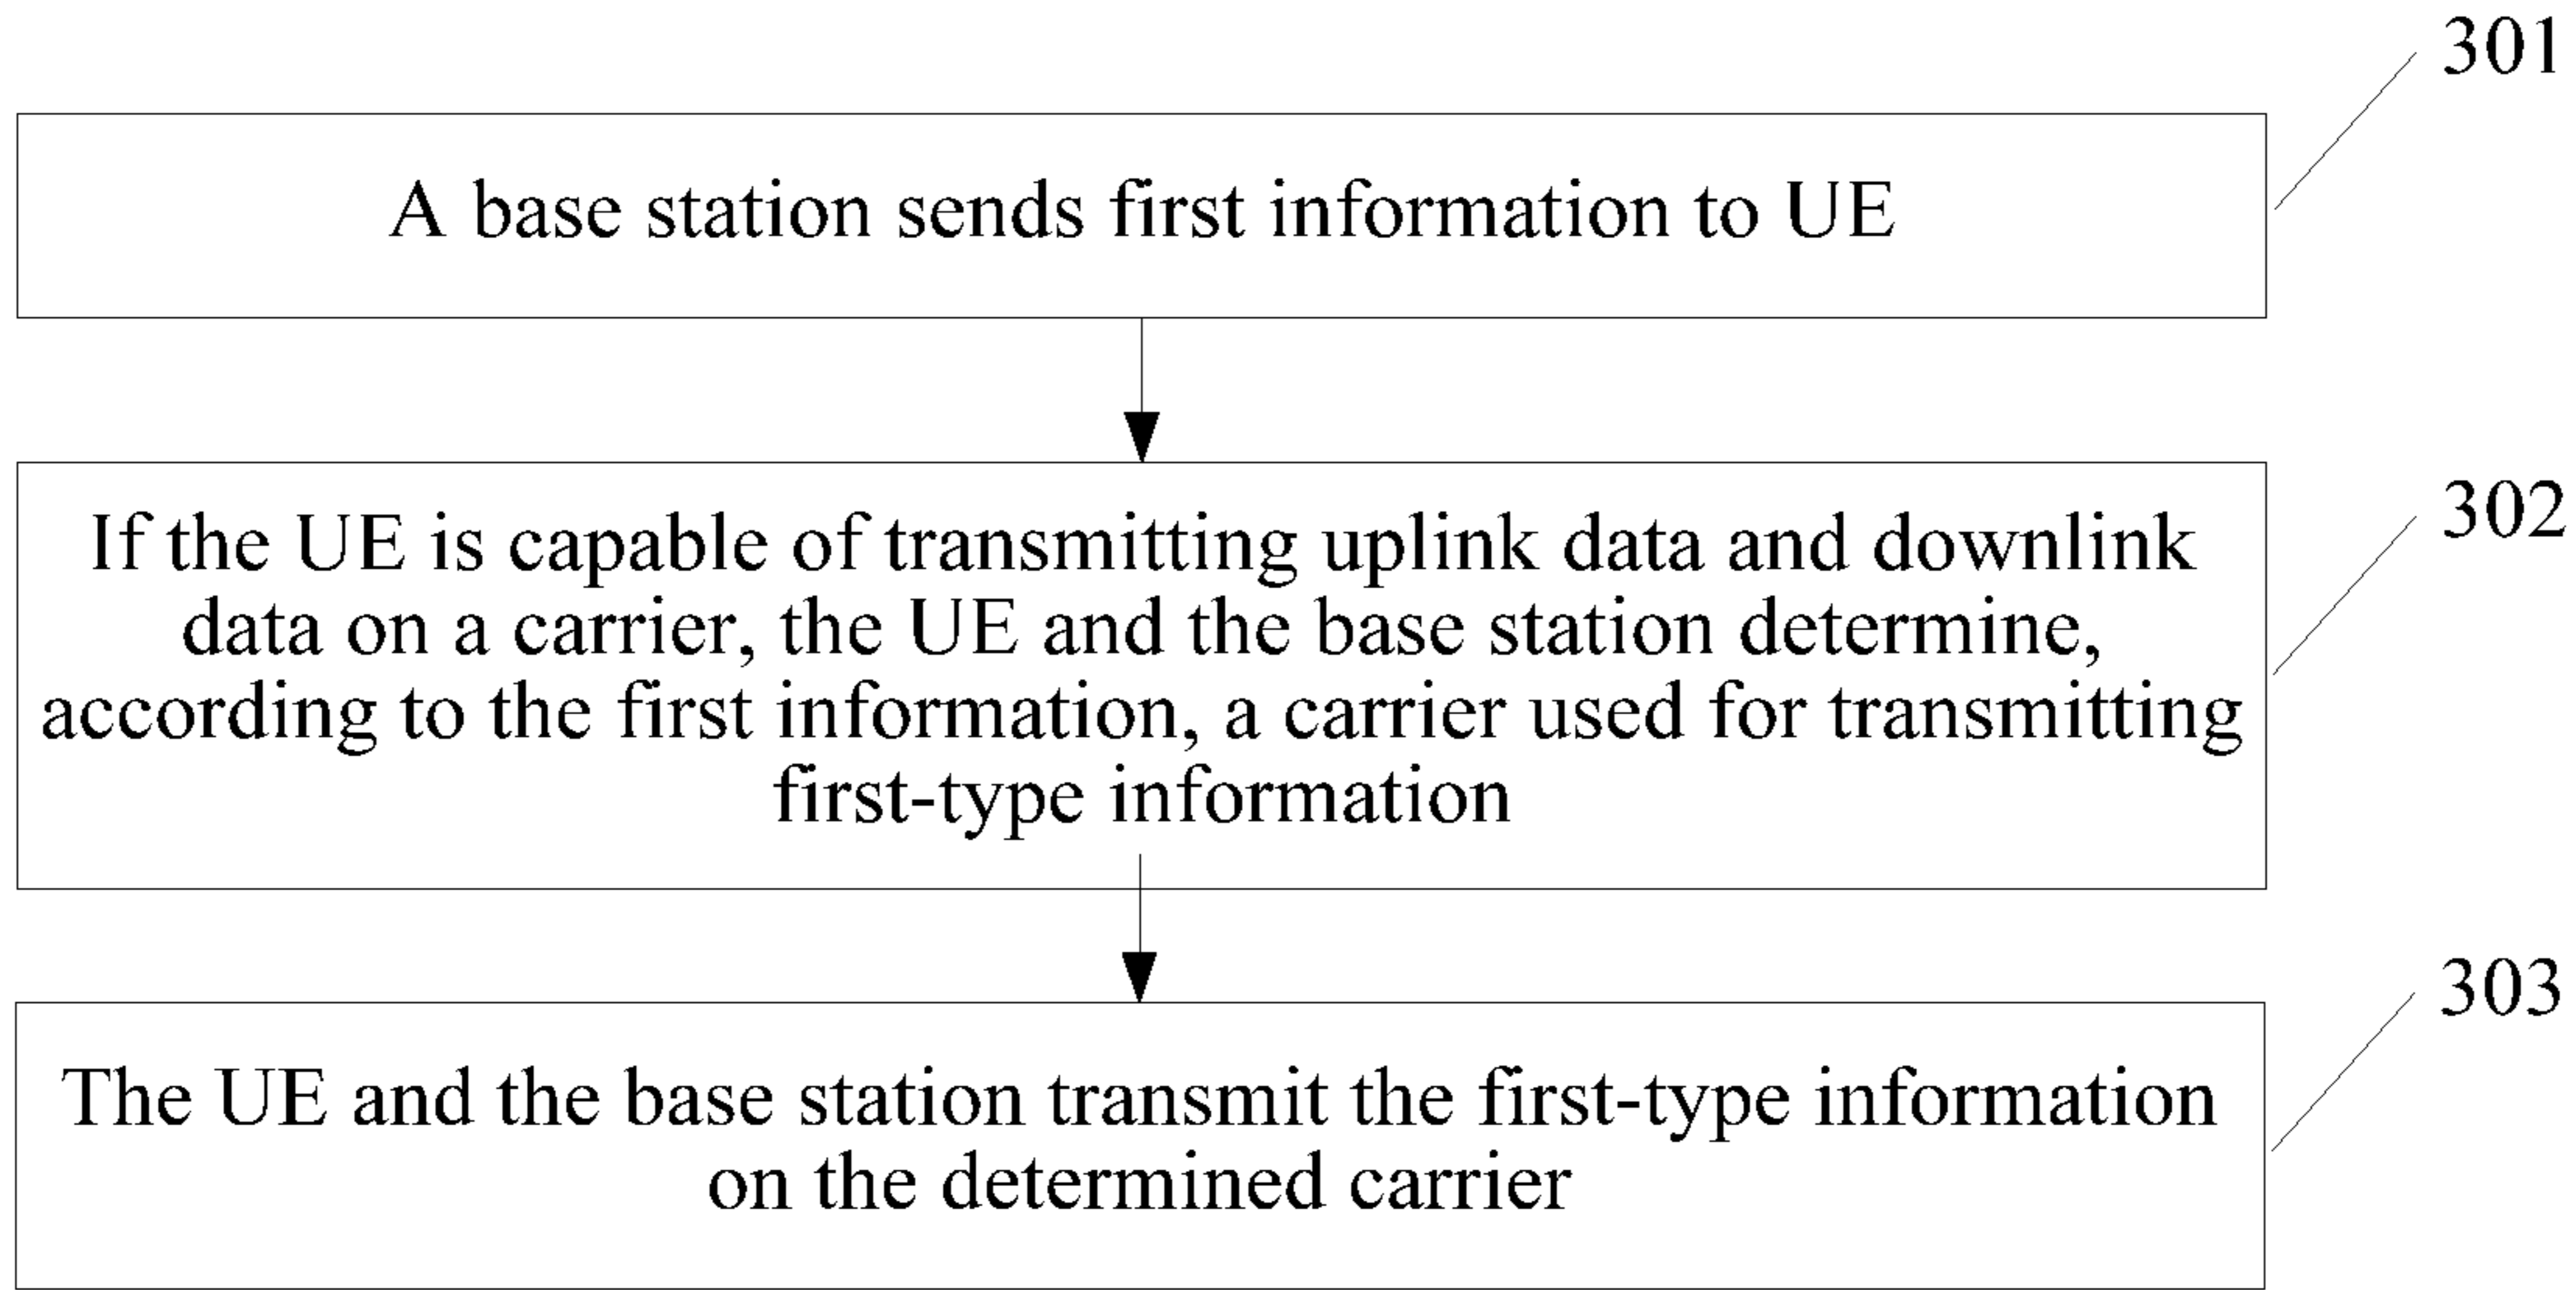 301
A base station sends first information to UE
302
If the UE is capable of transmitting uplink data and downlink
data on a carrier, the UE and the base station determine,
according to the first information, a carrier used for transmitting
first-type information
303
The UE and the base station transmit the first-type information
on the determined carrier